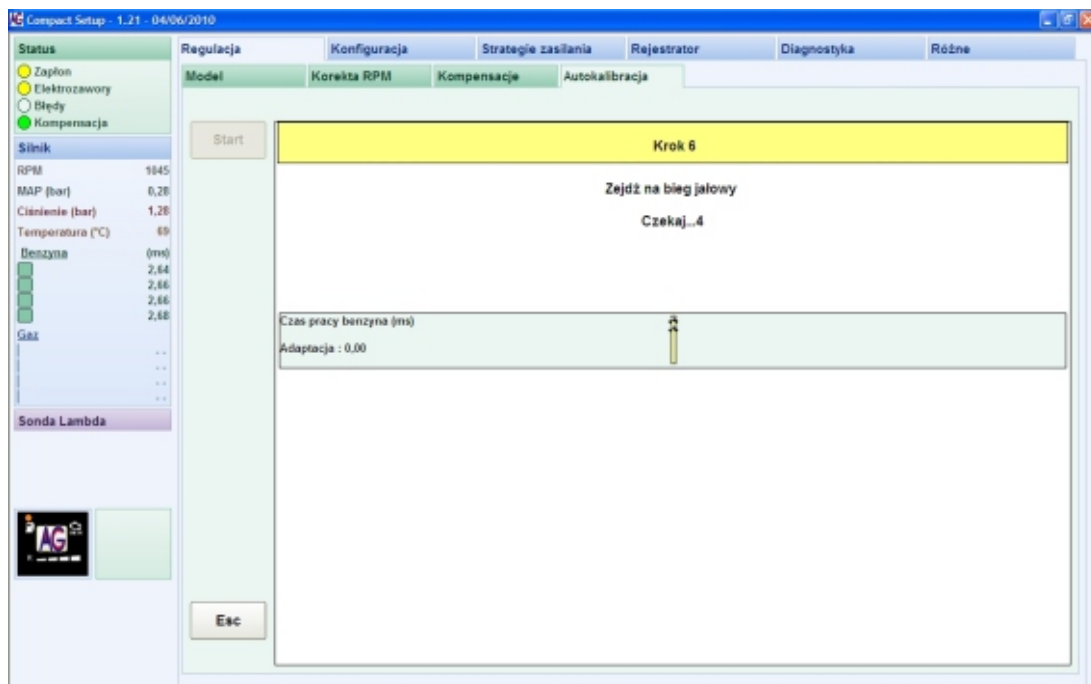 Compact Setup - 1.21 - 04/06/2010
Status
Zapłon
Elektrozawory
Błędy
Kompensacja
Silnik
RPM 1045
MAP (bar) 0,28
Ciśnienie (bar) 1,28
Temperatura (°C) 69
Benzyna (ms)
2,64
2,66
2,66
2,68
Gaz
- -
- -
- -
- -
Sonda Lambda
AG
Regulacja Konfiguracja Strategie zasilania Rejestrator Diagnostyka Różne
Model Korekta RPM Kompensacje Autokalibracja
Start
Krok 6
Zejdź na bieg jałowy
Czekaj...4
Czas pracy benzyna (ms)
Adaptacja : 0,00
Esc